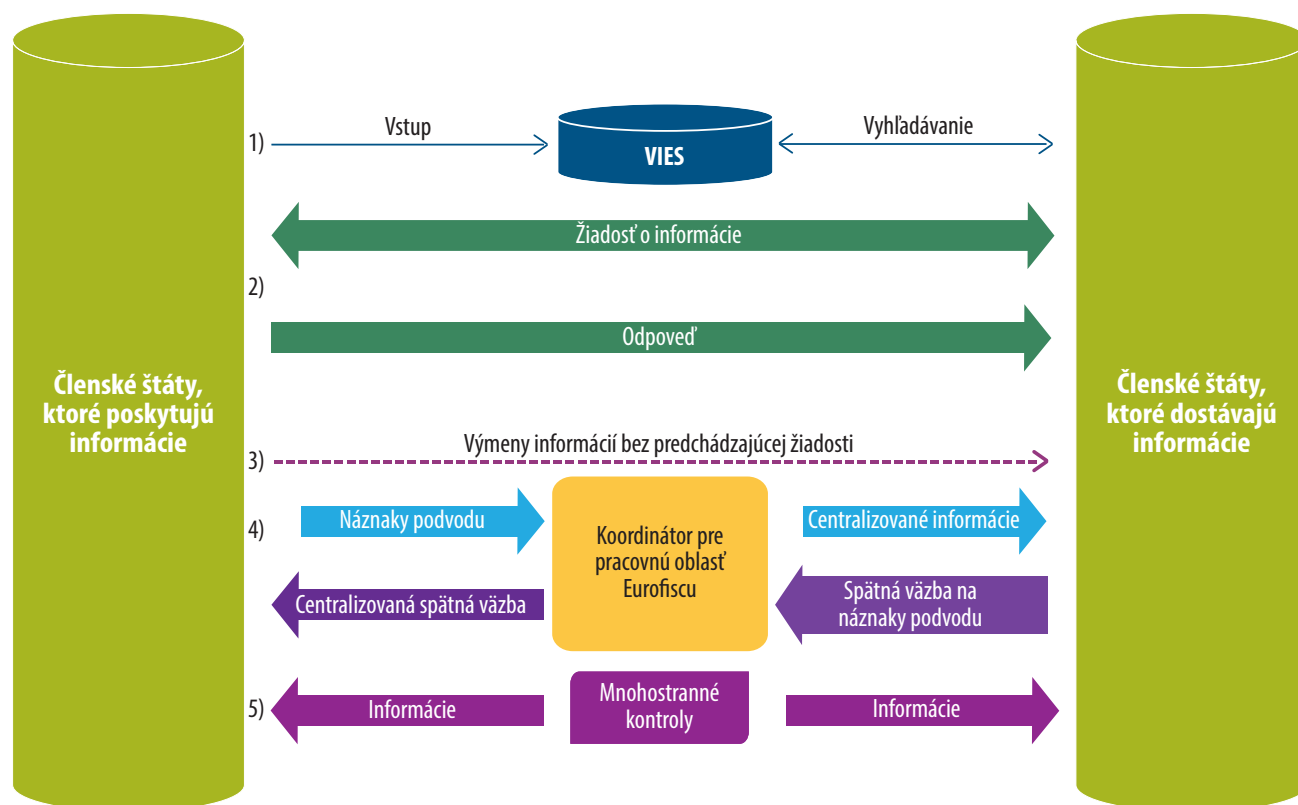 Vstup
Vyhľadávanie
1)
VIES
Žiadosť o informácie
2)
Odpoveď
Členské štáty,
ktoré poskytujú
informácie
Členské štáty,
ktoré dostávajú
informácie
Výmeny informácií bez predchádzajúcej žiadosti
3)
4)
Náznaky podvodu
Koordinátor pre
pracovnú oblasť
Eurofiscu
Centralizované informácie
Centralizovaná spätná väzba
Spätná väzba na
náznaky podvodu
5)
Informácie
Mnohostranné
kontroly
Informácie